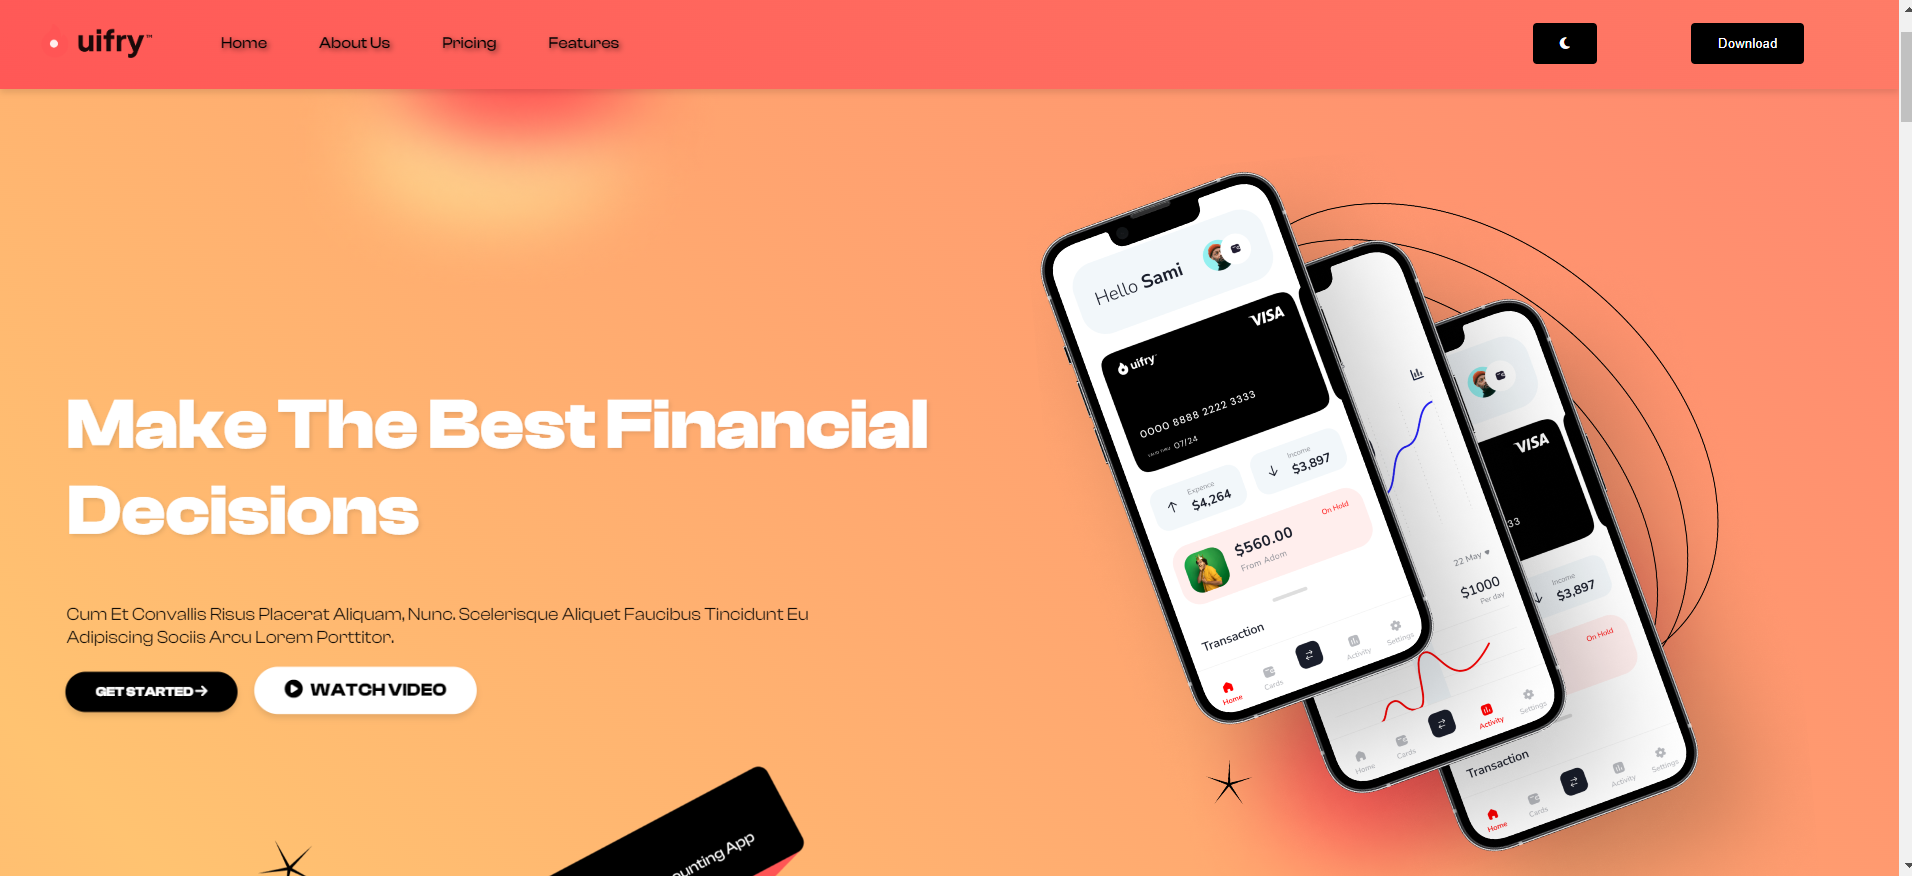 uifry™
Home
About Us
Pricing
Features
Download
Make The Best Financial
Decisions
Cum Et Convallis Risus Placerat Aliquam, Nunc. Scelerisque Aliquet Faucibus Tincidunt Eu
Adipiscing Sociis Arcu Lorem Porttitor.
GET STARTED
WATCH VIDEO
Hello Sami
VISA
uifry
0000 8888 2222 3333
07/24
Expence
$4,264
Income
$3,897
On Hold
$560.00
From Adom
Transaction
Home
Cards
Activity
Settings
22 May
$1000
Per day
Home
Cards
Activity
Settings
VISA
33
Income
$3,897
On Hold
Transaction
Home
Cards
Activity
Settings
ounting App